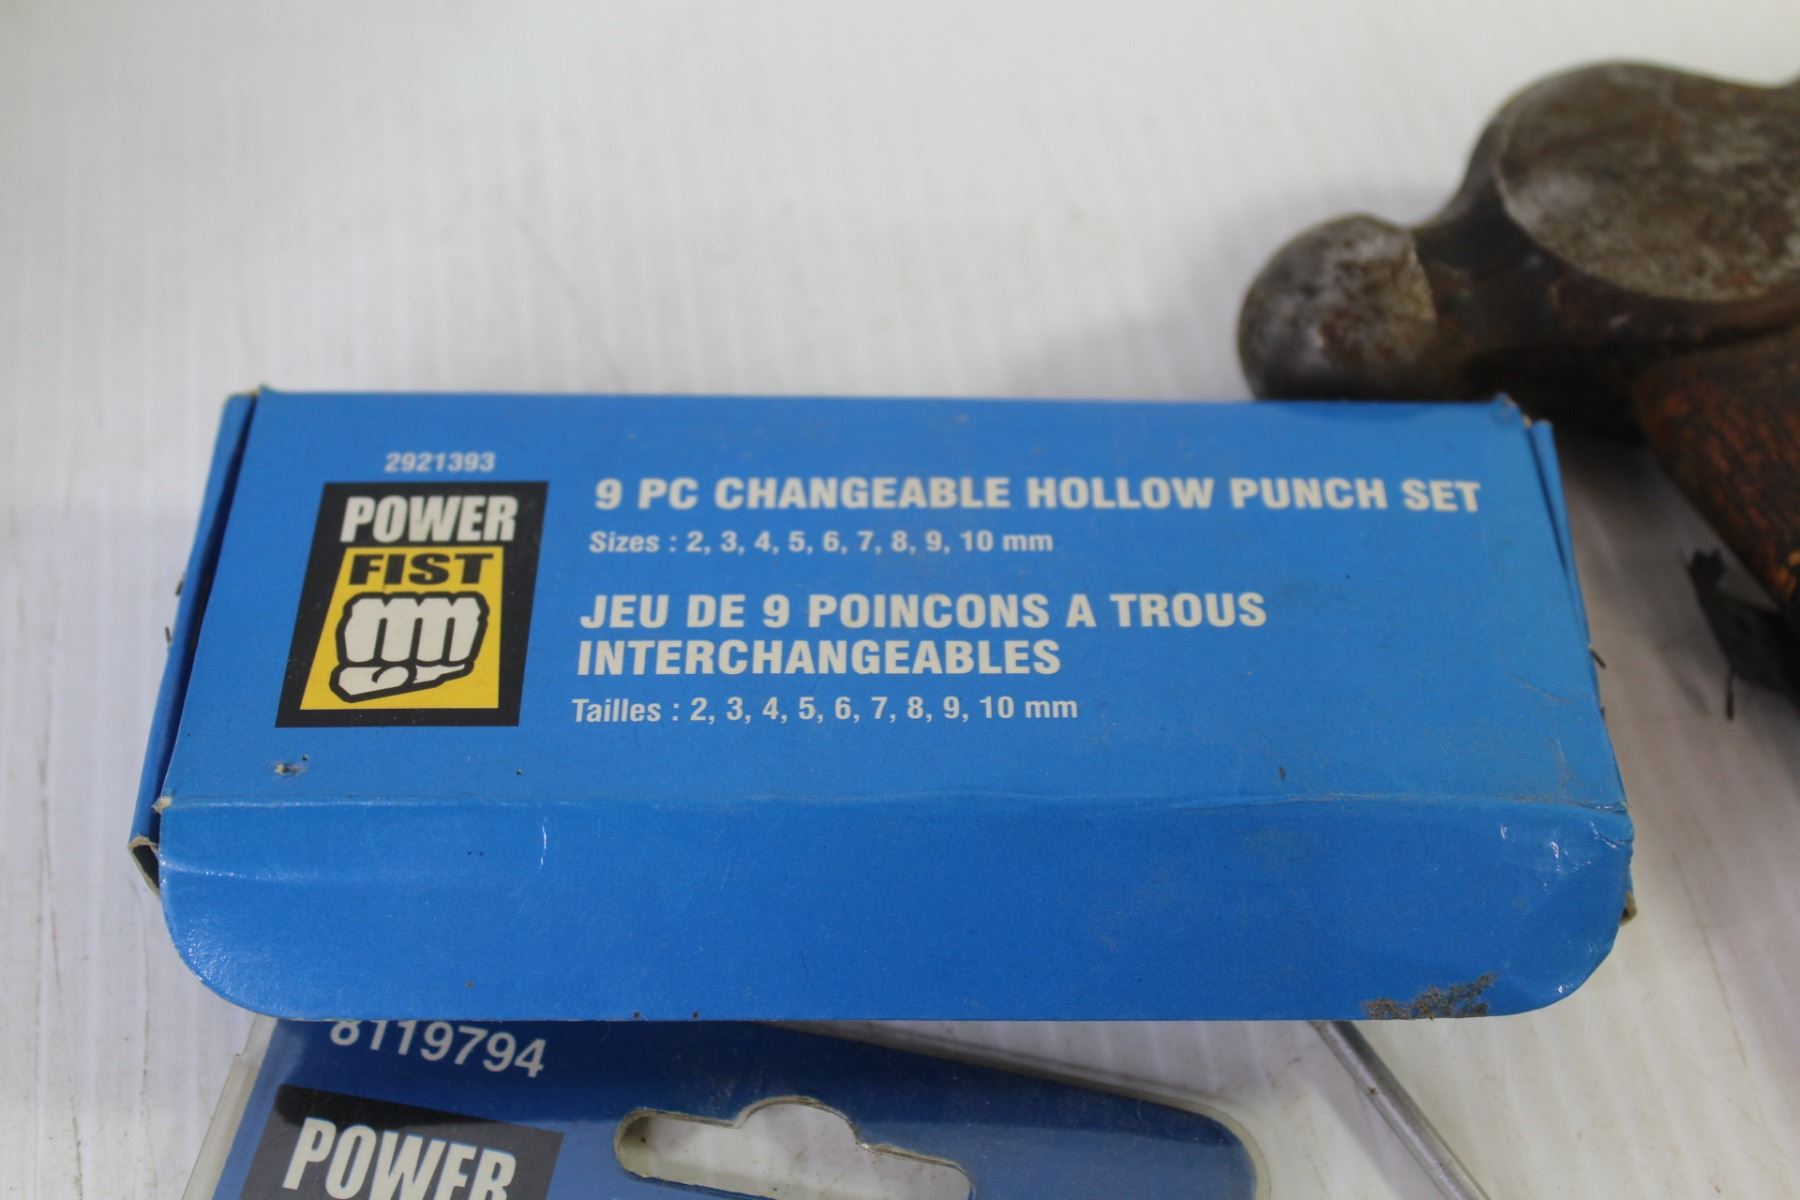 2921393
POWER
FIST
9 PC CHANGEABLE HOLLOW PUNCH SET
Sizes : 2, 3, 4, 5, 6, 7, 8, 9, 10 mm
JEU DE 9 POINCONS A TROUS
INTERCHANGEABLES
Tailles : 2, 3, 4, 5, 6, 7, 8, 9, 10 mm
8119794
POWER